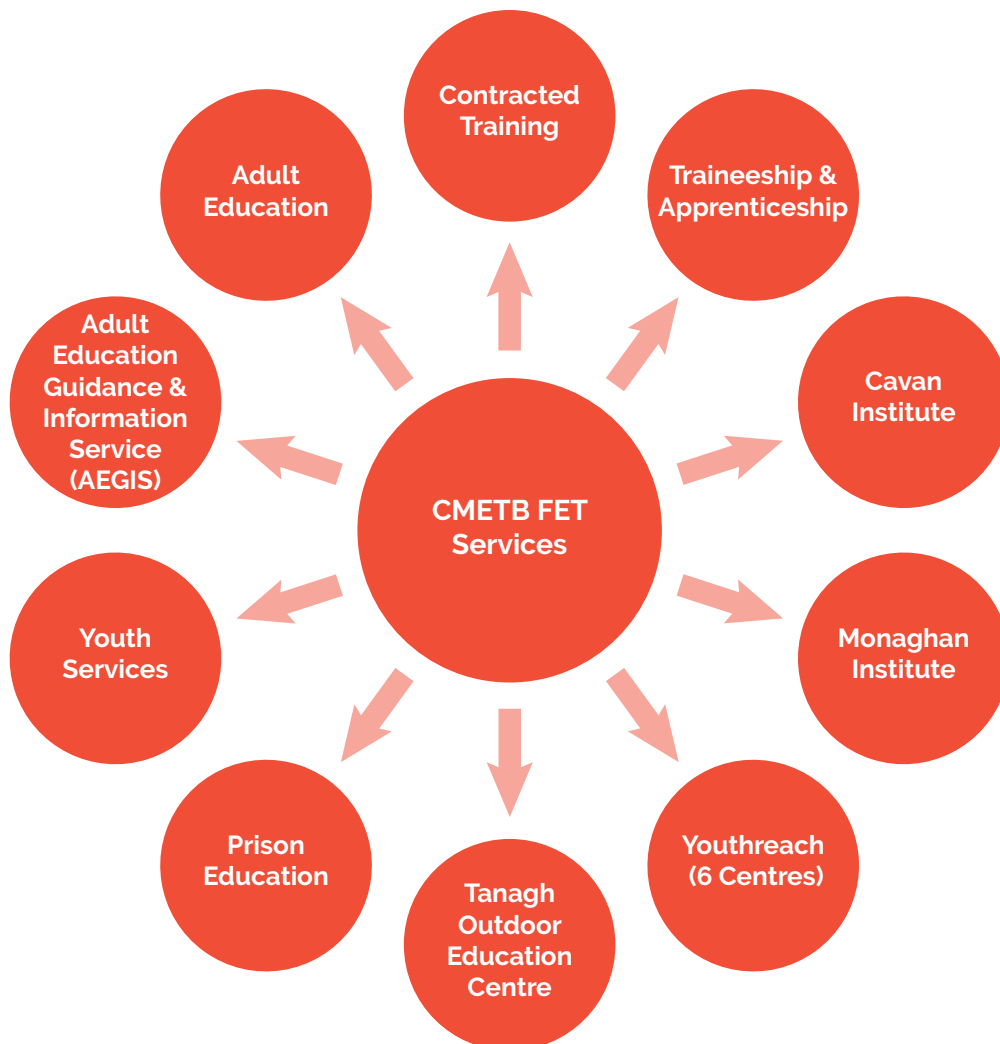 Contracted
Training
Traineeship &
Apprenticeship
Adult
Education
Cavan
Institute
Adult
Education
Guidance &
Information
Service
(AEGIS)
CMETB FET
Services
Monaghan
Institute
Youth
Services
Youthreach
(6 Centres)
Prison
Education
Tanagh
Outdoor
Education
Centre